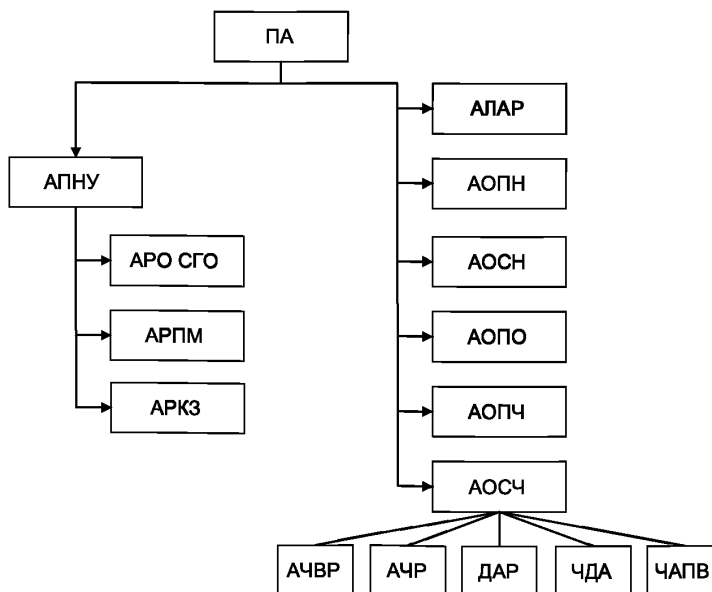 ПА
АПНУ
АРО СГО
АРПМ
АРКЗ
АЛАР
АОПН
АОСН
АОПО
АОПЧ
АОСЧ
АЧВР
АЧР
ДАР
ЧДА
ЧАПВ